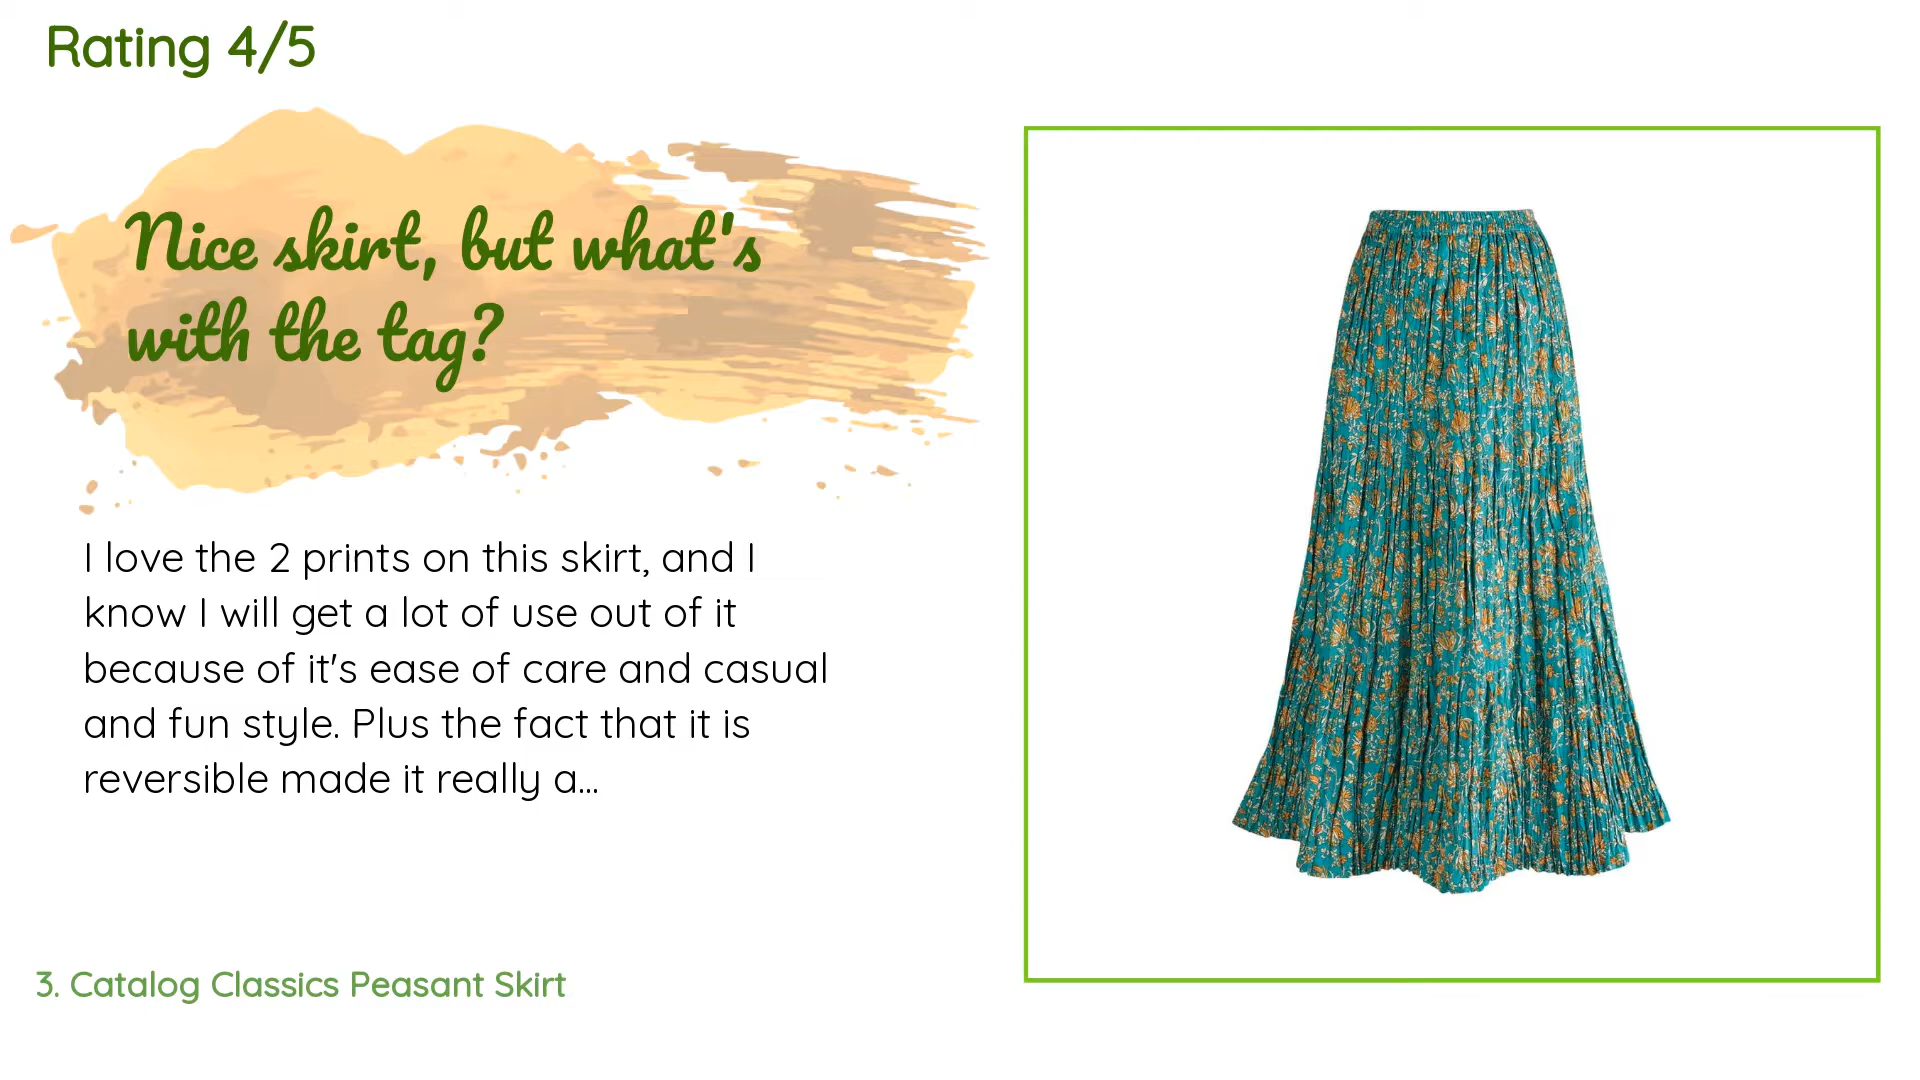 Rating 4/5
Nice skirt, but what's
with the tag?
I love the 2 prints on this skirt, and I
know I will get a lot of use out of it
because of it's ease of care and casual
and fun style. Plus the fact that it is
reversible made it really a...
3. Catalog Classics Peasant Skirt